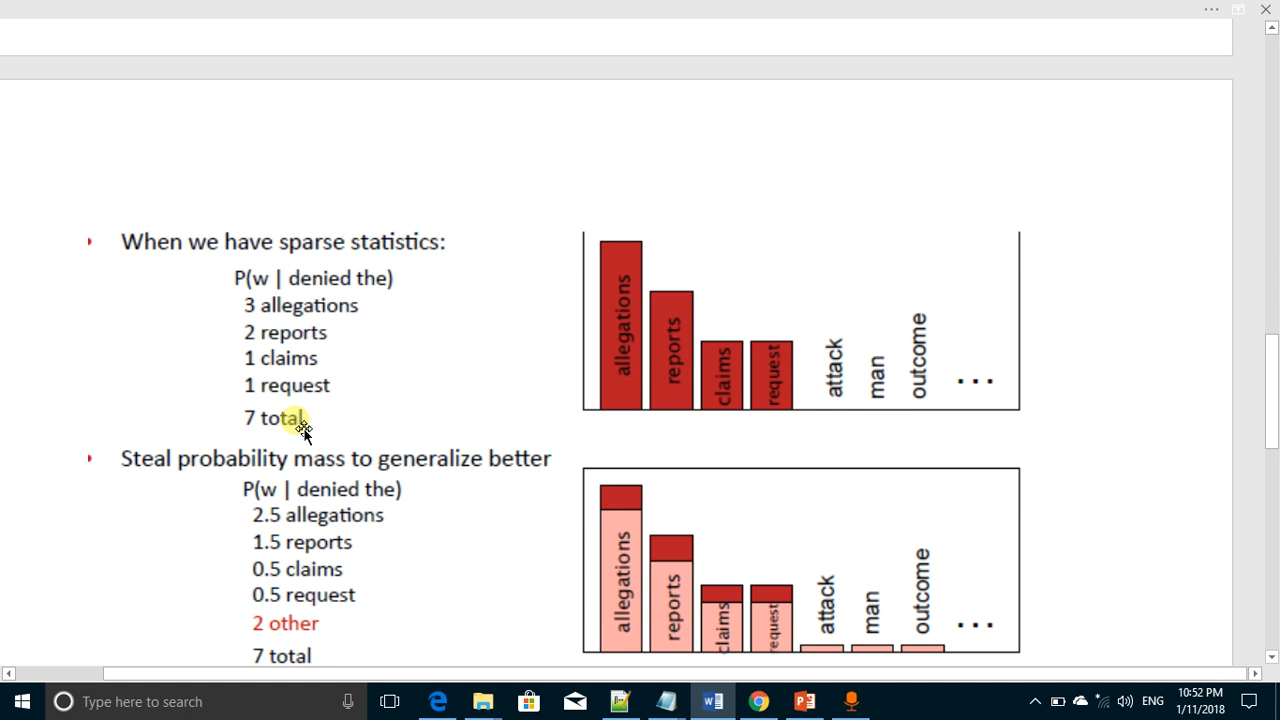 When we have sparse statistics:
P(w | denied the)
3 allegations
2 reports
1 claims
1 request
7 total
allegations
reports
claims
request
attack
man
outcome
...
Steal probability mass to generalize better
P(w | denied the)
2.5 allegations
1.5 reports
0.5 claims
0.5 request
2 other
7 total
allegations
reports
claims
request
attack
man
outcome
...
Type here to search
ENG
10:52 PM
1/11/2018